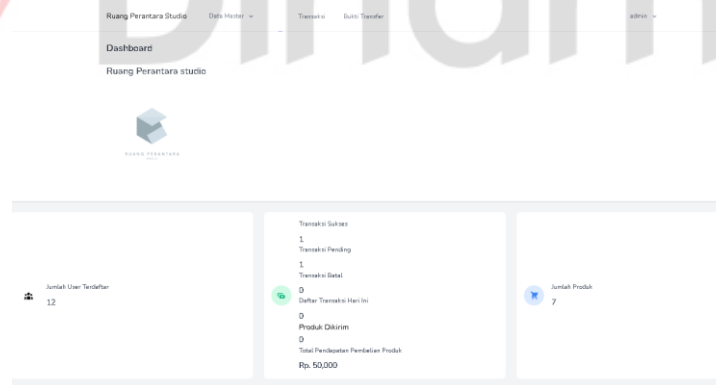 Ruang Perantara Studio Data Master Transaksi Bukti Transfer admin
Dashboard
Ruang Perantara studio
RUANG PERANTARA
Jumlah User Terdaftar
12
Transaksi Sukses
1
Transaksi Pending
1
Transaksi Batal
0
Daftar Transaksi Hari Ini
0
Produk Dikirim
0
Total Pendapatan Pembelian Produk
Rp. 50,000
Jumlah Produk
7